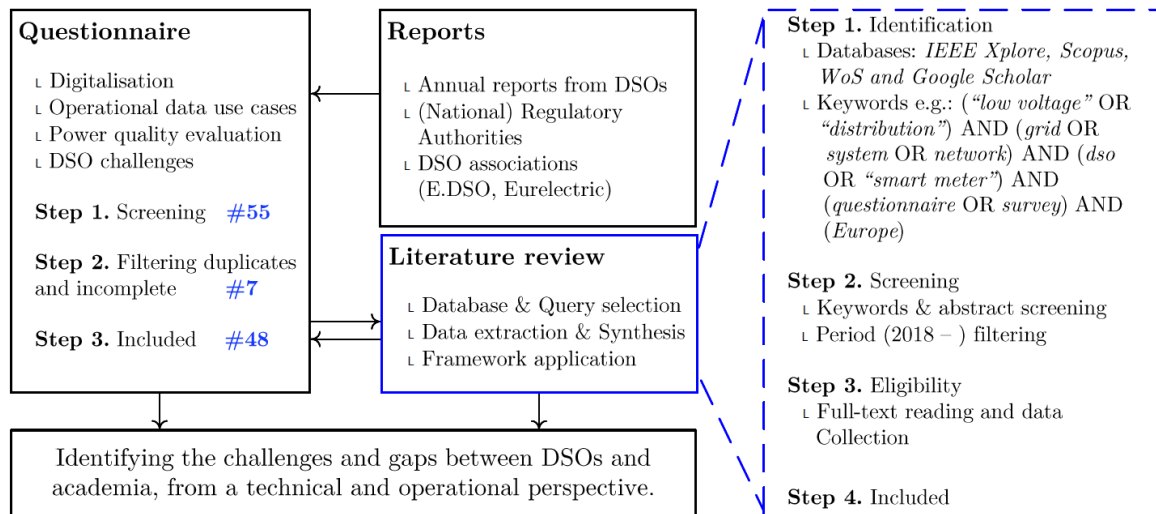 Questionnaire
∟ Digitalisation
∟ Operational data use cases
∟ Power quality evaluation
∟ DSO challenges
Step 1. Screening #55
Step 2. Filtering duplicates
and incomplete #7
Step 3. Included #48
Reports
∟ Annual reports from DSOs
∟ (National) Regulatory
Authorities
∟ DSO associations
(E.DSO, Eurelectric)
Literature review
∟ Database & Query selection
∟ Data extraction & Synthesis
∟ Framework application
Identifying the challenges and gaps between DSOs and
academia, from a technical and operational perspective.
Step 1. Identification
∟ Databases: IEEE Xplore, Scopus,
WoS and Google Scholar
∟ Keywords e.g.: (“low voltage” OR
“distribution”) AND (grid OR
system OR network) AND (dso
OR “smart meter”) AND
(questionnaire OR survey) AND
(Europe)
Step 2. Screening
∟ Keywords & abstract screening
∟ Period (2018 – ) filtering
Step 3. Eligibility
∟ Full-text reading and data
Collection
Step 4. Included